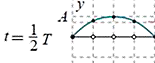 A y
t = 1/2 T